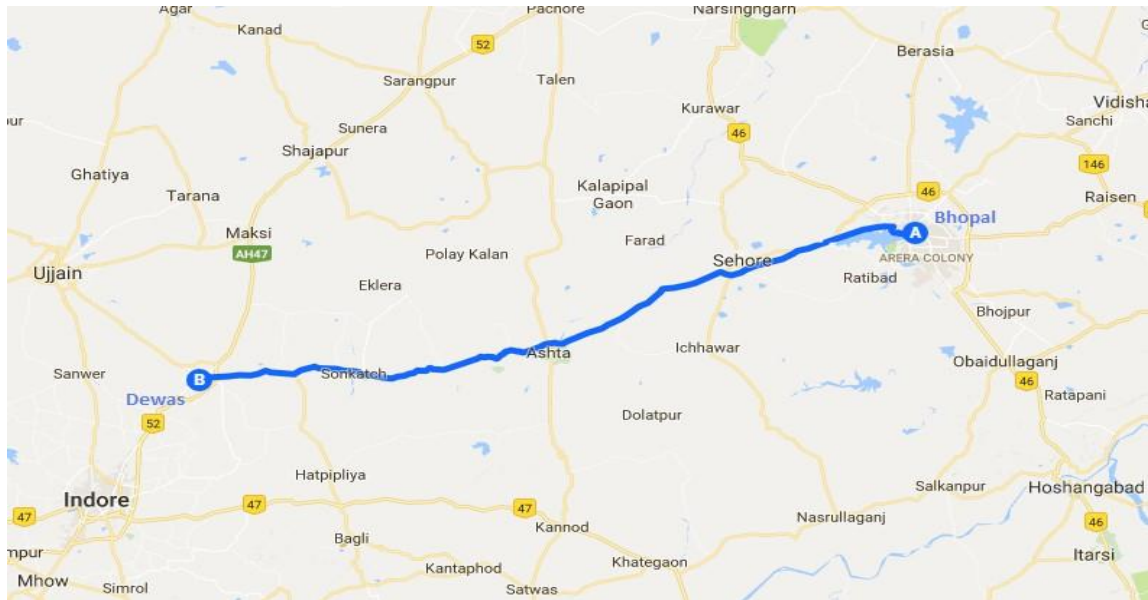 Agar
Pachore
Narsinghgarh
Kanad
52
Berasia
Sarangpur
Talen
Kurawar
Vidisha
Sanchi
Sunera
46
Shajapur
146
Ghatiya
Tarana
Kalapipal
Gaon
46
Raisen
Maksi
Bhopal
A
Farad
AH47
Polay Kalan
Sehore
ARERA COLONY
Ujjain
Eklera
Ratibad
Bhojpur
Ashta
Ichhawar
Obaidullaganj
Sanwer
B
Sonkatch
46
Dewas
Ratapani
52
Dolatpur
Hatpipliya
Salkanpur
Hoshangabad
Indore
47
47
47
Nasrullaganj
Kannod
46
Bagli
mpur
Itarsi
Khategaon
Kantaphod
Mhow
Simrol
Satwas